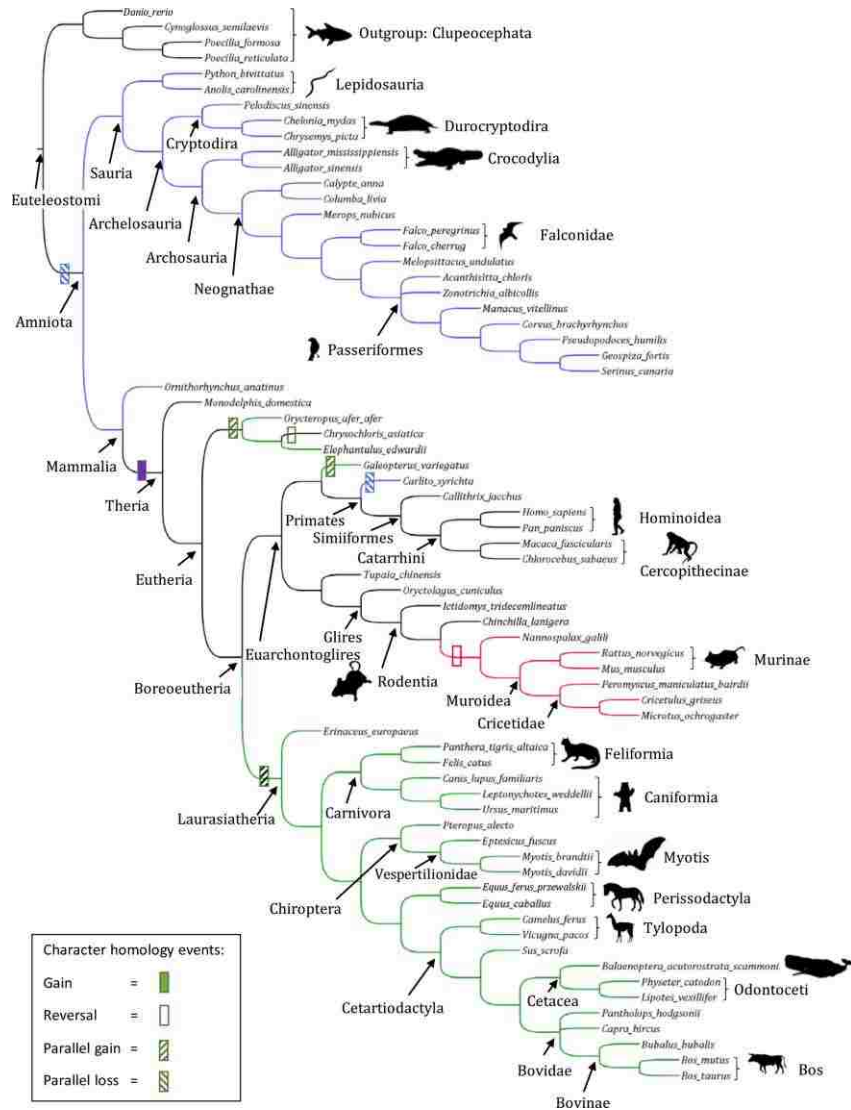 Danio_rerio
Cynoglossus_semilaevis
Poecilia_formosa
Poecilia_reticulata
Outgroup: Clupeocephata
Python_bivittatus
Anolis_carolinensis
Lepidosauria
Pelodiscus_sinensis
Chelonia_mydas
Chrysemys_picta
Durocryptodira
Cryptodira
Alligator_mississippiensis
Alligator_sinensis
Crocodylia
Sauria
Calypte_anna
Columba_livia
Euteleostomi
Merops_nubicus
Archelosauria
Falco_peregrinus
Falco_cherrug
Falconidae
Archosauria
Melopsittacus_undulatus
Acanthisitta_chloris
Zonotrichia_albicollis
Neognathae
Manacus_vitellinus
Amniota
Corvus_brachyrhynchos
Pseudopodoces_humilis
Passeriformes
Geospiza_fortis
Serinus_canaria
Ornithorhynchus_anatinus
Monodelphis_domestica
Orycteropus_afer_afer
Chrysochloris_asiatica
Elephantulus_edwardii
Mammalia
Galeopterus_variegatus
Carlito_syrichta
Theria
Callithrix_jacchus
Primates
Homo_sapiens
Pan_paniscus
Hominoidea
Simiiformes
Macaca_fascicularis
Chlorocebus_sabaeus
Cercopithecinae
Catarrhini
Eutheria
Tupaia_chinensis
Oryctolagus_cuniculus
Ictidomys_tridecemlineatus
Chinchilla_lanigera
Glires
Nannospalax_galili
Euarchontoglires
Rattus_norvegicus
Mus_musculus
Murinae
Rodentia
Boreoeutheria
Peromyscus_maniculatus_bairdii
Muroidea
Cricetulus_griseus
Microtus_ochrogaster
Cricetidae
Erinaceus_europaeus
Panthera_tigris_altaica
Felis_catus
Feliformia
Canis_lupus_familiaris
Leptonychotes_weddellii
Ursus_maritimus
Caniformia
Carnivora
Laurasiatheria
Pteropus_alecto
Eptesicus_fuscus
Myotis_brandtii
Myotis_davidii
Myotis
Vespertilionidae
Chiroptera
Equus_ferus_przewalskii
Equus_caballus
Perissodactyla
Camelus_ferus
Vicugna_pacos
Tylopoda
Sus_scrofa
Balaenoptera_acutorostrata_scammoni
Physeter_catodon
Lipotes_vexillifer
Odontoceti
Cetacea
Cetartiodactyla
Pantholops_hodgsonii
Capra_hircus
Bubalus_bubalis
Bovidae
Bos_mutus
Bos_taurus
Bos
Bovinae
Character homology events:
Gain =
Reversal =
Parallel gain =
Parallel loss =